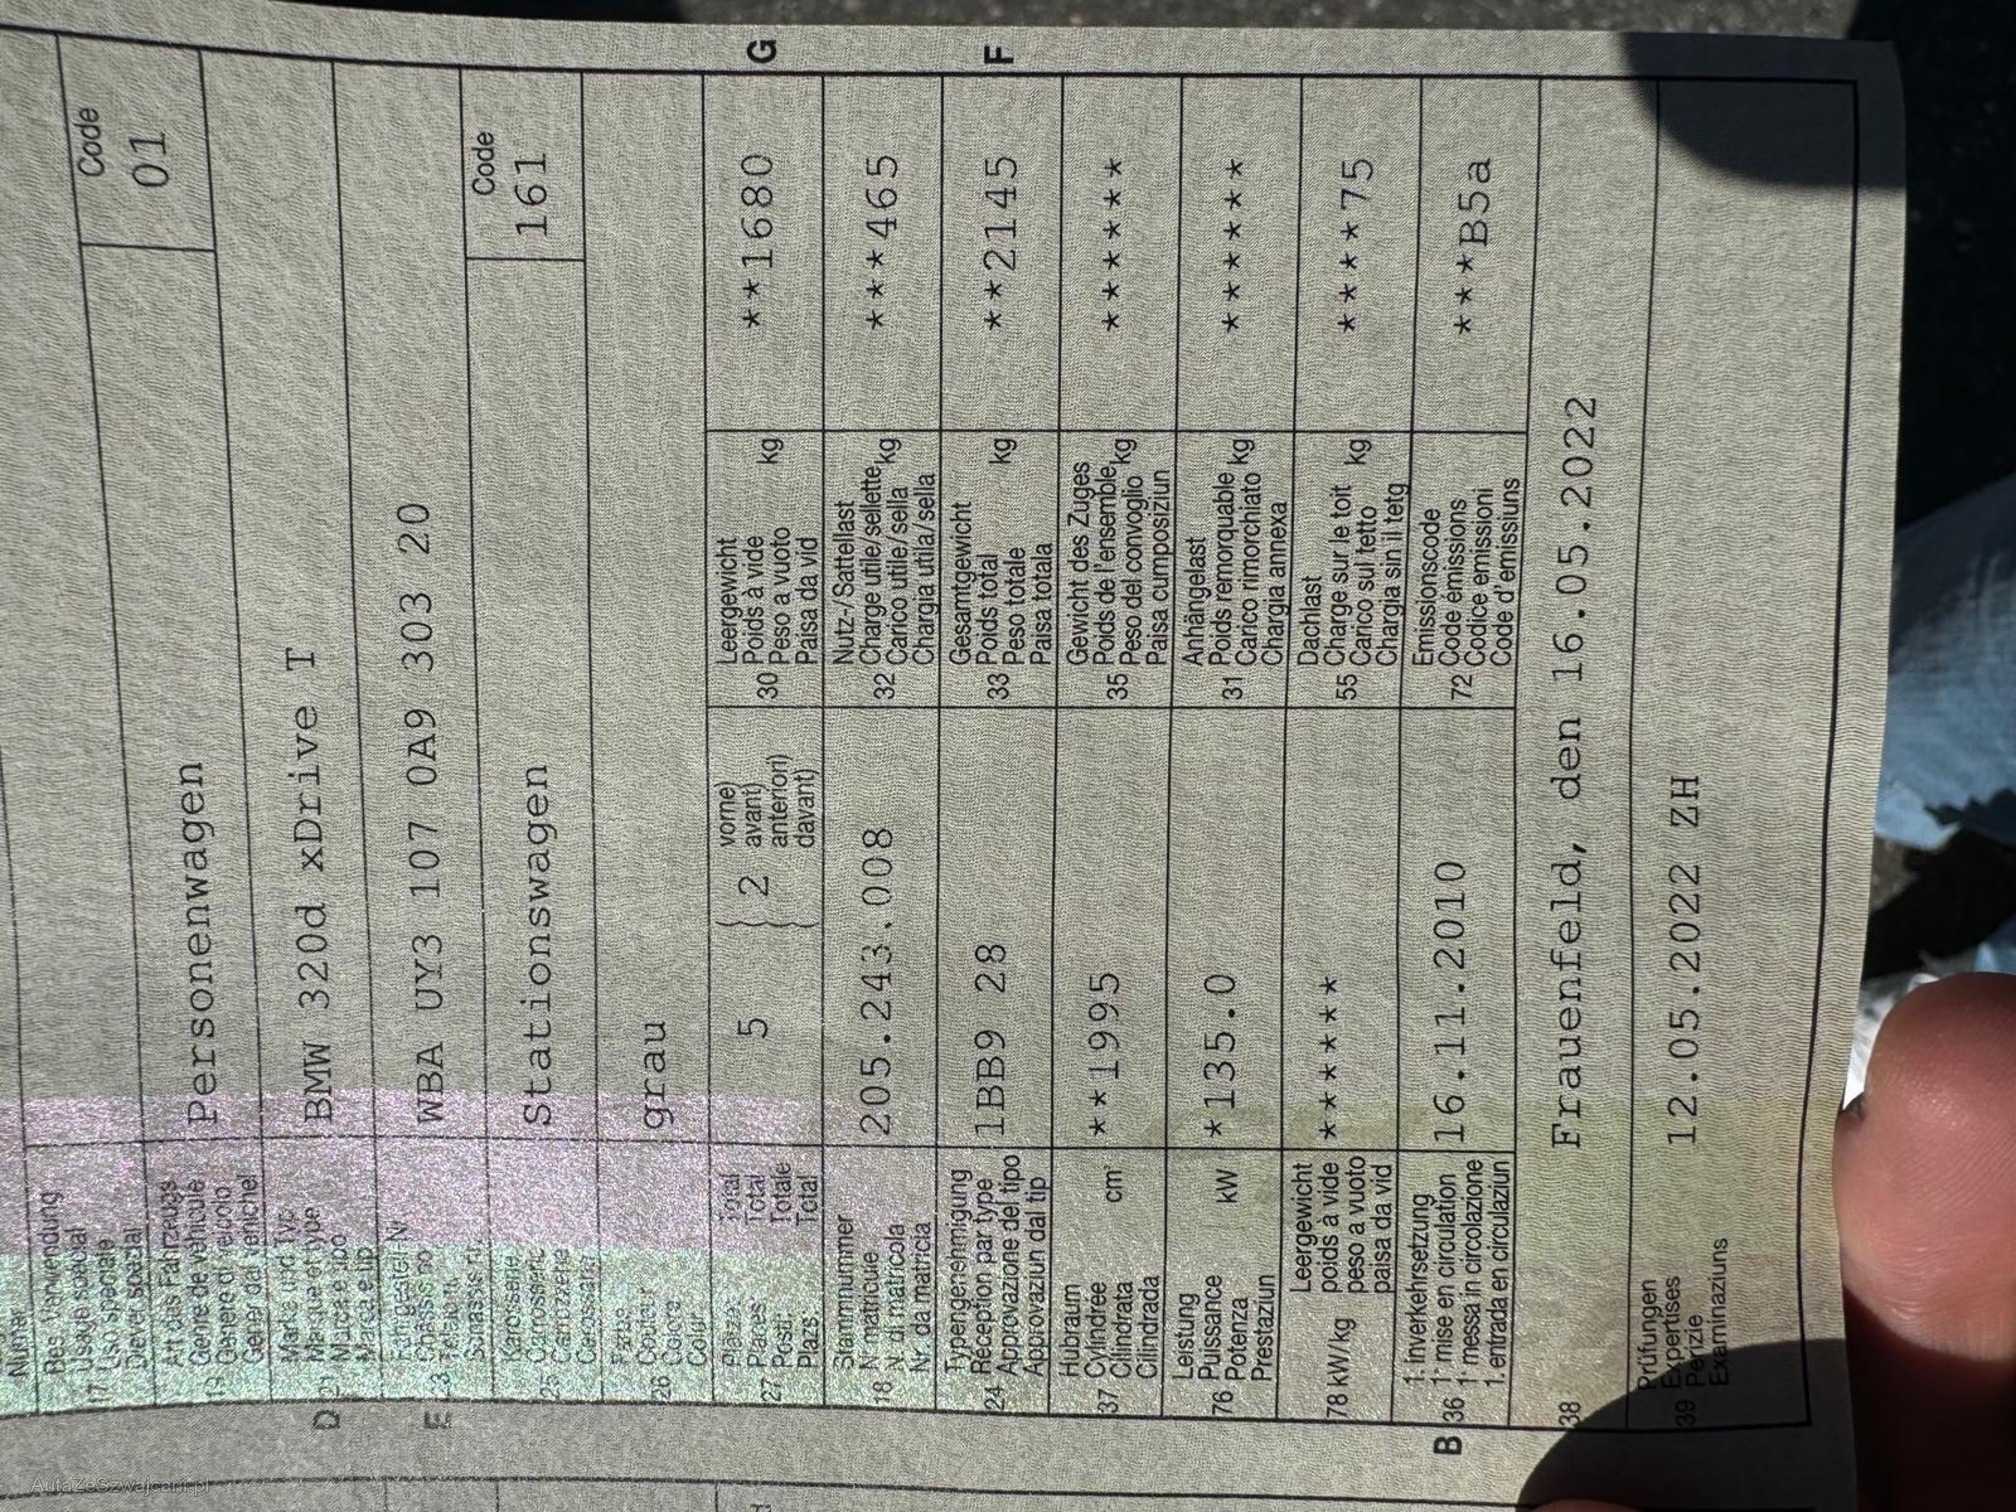 Code
17 Usage spécial
Uso speciale
01
Art des Fahrzeugs
19 Genre de véhicule
Genere di veicolo
Gener dal vehichel
Personenwagen
D 21 Marke und Typ
Marque et type
Marca e tipo
Marca e tip
BMW 320d xDrive T
E 23 Fahrgestell-Nr.
Châssis no
WBA UY3 107 0A9 303 20
Karosserie
25 Carrosserie
Carrozzeria
Carossaria
Stationswagen
Code
161
26 Couleur
Colore
Colur
grau
Plätze Total
27 Places Total
Posti Totale
Plazs Total
5 { 2 vorne)
avant)
anteriori)
davant)
Leergewicht
30 Poids à vide kg **1680 G
Peso a vuoto
Paisa da vid
Stammnummer
18 N° matricule
N. di matricola
Nr. da matricla
205.243.008
Nutz-/Sattellast
32 Charge utile/sellette kg ***465
Carico utile/sella
Chargia utila/sella
Typengenehmigung
24 Réception par type
Approvazione del tipo
Approvaziun dal tip
1BB9 28
Gesamtgewicht
33 Poids total kg **2145 F
Peso totale
Paisa totala
Hubraum
37 Cylindrée cm³
Cilindrata
Cilindrada
**1995
Gewicht des Zuges
35 Poids de l'ensemble kg ******
Peso del convoglio
Paisa cumposiziun
Leistung
76 Puissance kW
Potenza
Prestaziun
*135.0
Anhängelast
31 Poids remorquable kg ******
Carico rimorchiato
Chargia annexa
78 kW/kg Leergewicht
poids à vide
peso a vuoto
paisa da vid
******
Dachlast
55 Charge sur le toit kg *****75
Carico sul tetto
Chargia sin il tetg
B 36 1. Inverkehrsetzung
1re mise en circulation
1a messa in circolazione
1. entrada en circulaziun
16.11.2010
Emissionscode
72 Code émissions ***B5a
Codice emissioni
Code d'emissiuns
38 Frauenfeld, den 16.05.2022
Prüfungen
39 Expertises
Perizie
Examinaziuns
12.05.2022 ZH
AutaZeSzwajcarii.pl